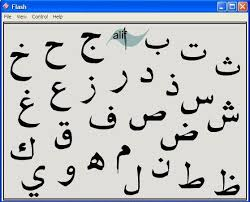 Flash
File View Control Help
alif ب ت ث ج ح خ
د ذ ر ز س ش ص ض ع غ
ف ق ك ل م ن ه و ي ط ظ